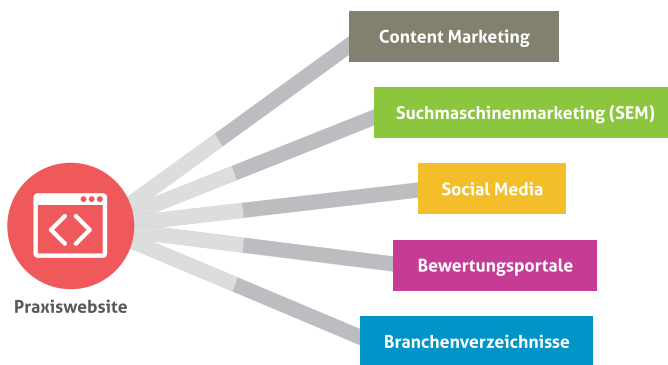 Content Marketing
Suchmaschinenmarketing (SEM)
Social Media
Bewertungsportale
Praxiswebsite
Branchenverzeichnisse